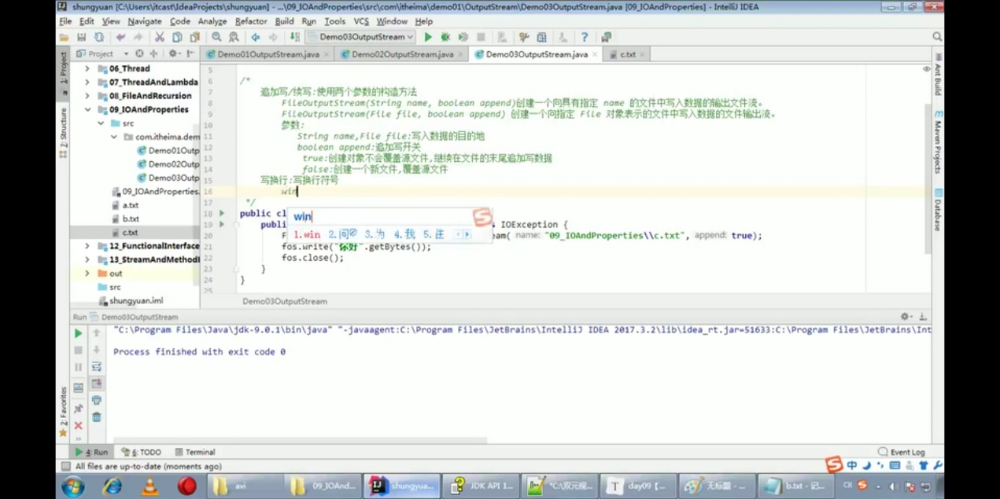 shungyuan [C:\Users\itcast\IdeaProjects\shungyuan] - ...\09_IOAndProperties\src\com\itheima\demo01\OutputStream\Demo03OutputStream.java [09_IOAndProperties] - IntelliJ IDEA
File Edit View Navigate Code Analyze Refactor Build Run Tools VCS Window Help
Demo03OutputStream
Project Demo01OutputStream.java Demo02OutputStream.java Demo03OutputStream.java c.txt
1: Project
Z: Structure
2: Favorites
Ant Build
Maven Projects
Database
06_Thread
07_ThreadAndLambda
08_FileAndRecursion
09_IOAndProperties
src
com.itheima.dem
Demo01Outp
Demo02Outp
Demo03Outp
09_IOAndProperties.
a.txt
b.txt
c.txt
12_FunctionalInterface
13_StreamAndMethodI
out
src
shungyuan.iml
5
6 /*
7 追加写/续写:使用两个参数的构造方法
8 FileOutputStream(String name, boolean append)创建一个向具有指定 name 的文件中写入数据的输出文件流。
9 FileOutputStream(File file, boolean append) 创建一个向指定 File 对象表示的文件中写入数据的文件输出流。
10 参数:
11 String name,File file:写入数据的目的地
12 boolean append:追加写开关
13 true:创建对象不会覆盖源文件,继续在文件的末尾追加写数据
14 false:创建一个新文件,覆盖源文件
15 写换行:写换行符号
16 win
17 */
18 public cl
19 publi s IOException {
20 F eam( name: "09_IOAndProperties\\c.txt", append: true);
21 fos.write("你好".getBytes());
22 fos.close();
23 }
24 }
25
win
1.win 2.问 3.为 4.我 5.往
Demo03OutputStream
Run Demo03OutputStream
"C:\Program Files\Java\jdk-9.0.1\bin\java" "-javaagent:C:\Program Files\JetBrains\IntelliJ IDEA 2017.3.2\lib\idea_rt.jar=51633:C:\Program Files\JetBrains\Int
Process finished with exit code 0
4: Run 6: TODO Terminal Event Log
All files are up-to-date (moments ago)
中
avi 09_IOAnd... shungyua... JDK API 1... *C:\双元视... day09 [... 无标题 - ... b.txt - 记... CH